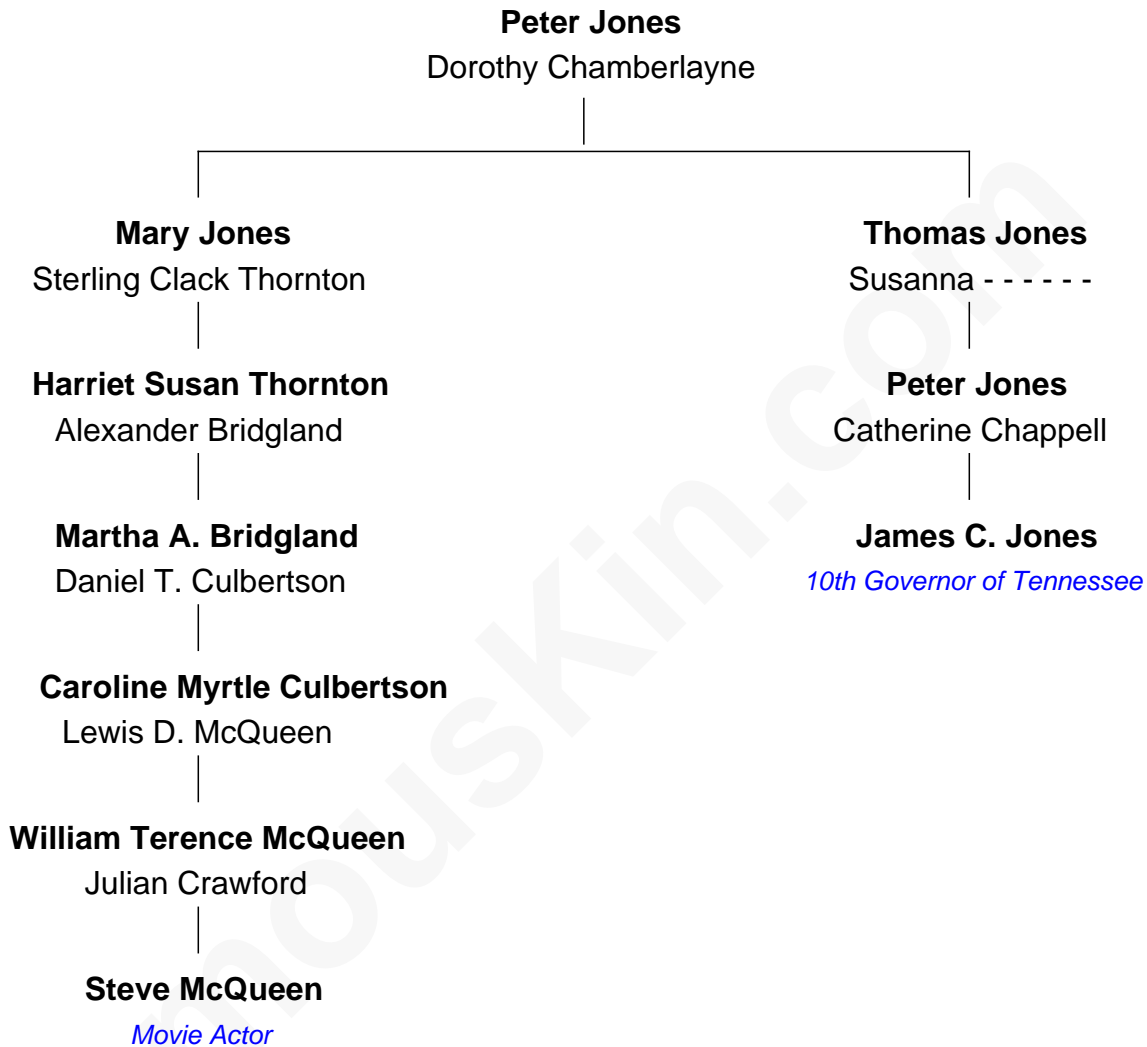 Peter Jones
Dorothy Chamberlayne
Mary Jones
Sterling Clack Thornton
Thomas Jones
Susanna - - - - - -
Harriet Susan Thornton
Alexander Bridgland
Peter Jones
Catherine Chappell
Martha A. Bridgland
Daniel T. Culbertson
James C. Jones
10th Governor of Tennessee
Caroline Myrtle Culbertson
Lewis D. McQueen
William Terence McQueen
Julian Crawford
Steve McQueen
Movie Actor
mousKin.com